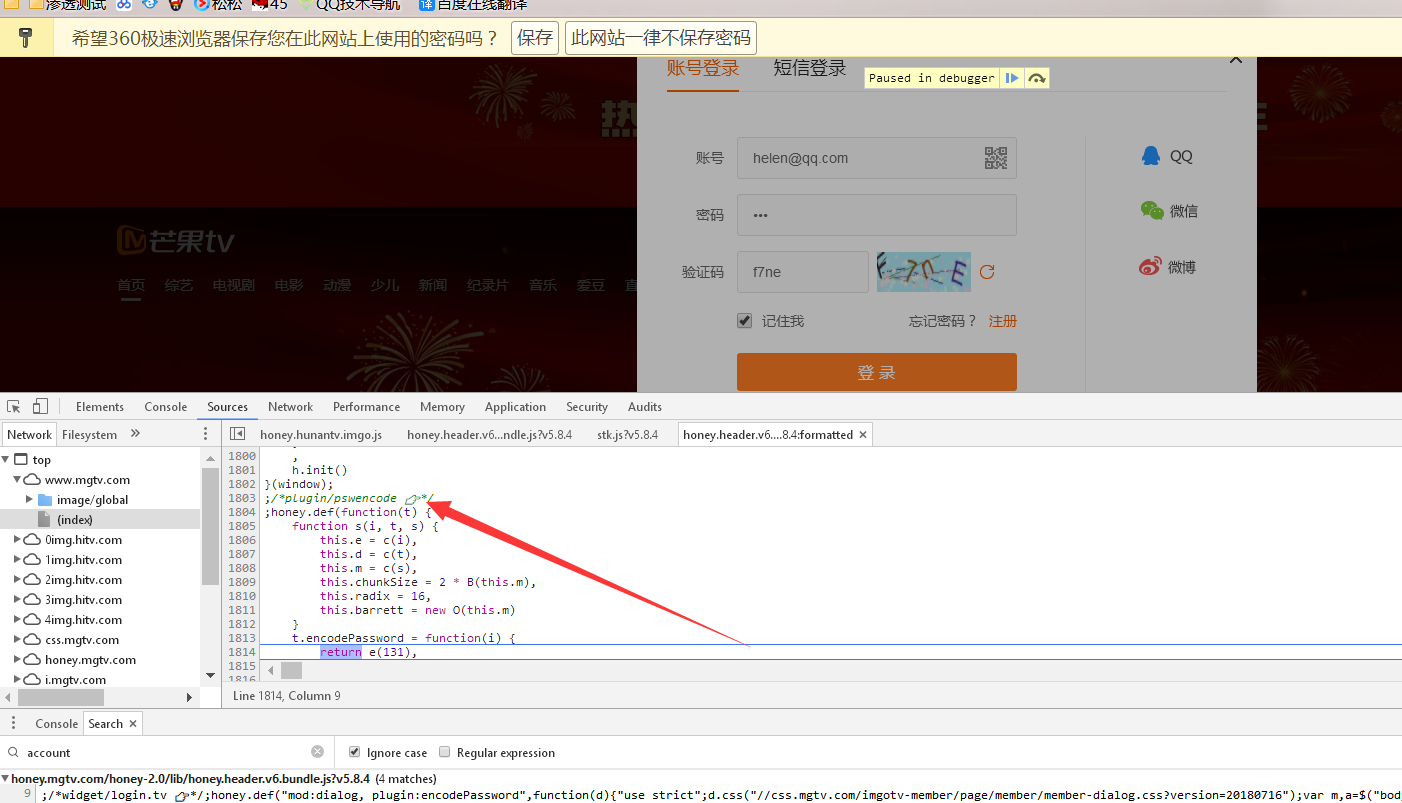 渗透测试 松松 45 QQ技术导航 译 百度在线翻译
希望360极速浏览器保存您在此网站上使用的密码吗？ 保存 此网站一律不保存密码
账号登录 短信登录
Paused in debugger
热
账号 helen@qq.com
QQ
密码 •••
微信
芒果tv
验证码 f7ne F7nE
微博
首页 综艺 电视剧 电影 动漫 少儿 新闻 纪录片 音乐 爱豆 直
记住我 忘记密码？ 注册
登 录
Elements Console Sources Network Performance Memory Application Security Audits
Network Filesystem »
honey.hunantv.imgo.js honey.header.v6...ndle.js?v5.8.4 stk.js?v5.8.4 honey.header.v6....8.4:formatted ×
top
www.mgtv.com
image/global
(index)
0img.hitv.com
1img.hitv.com
2img.hitv.com
3img.hitv.com
4img.hitv.com
css.mgtv.com
honey.mgtv.com
i.mgtv.com
1800 ,
1801 h.init()
1802 }(window);
1803 ;/*plugin/pswencode 👉*/
1804 ;honey.def(function(t) {
1805 function s(i, t, s) {
1806 this.e = c(i),
1807 this.d = c(t),
1808 this.m = c(s),
1809 this.chunkSize = 2 * B(this.m),
1810 this.radix = 16,
1811 this.barrett = new O(this.m)
1812 }
1813 t.encodePassword = function(i) {
1814 return e(131),
1815
1816
Line 1814, Column 9
Console Search ×
account
Ignore case Regular expression
honey.mgtv.com/honey-2.0/lib/honey.header.v6.bundle.js?v5.8.4 (4 matches)
9 ;/*widget/login.tv 👉*/;honey.def("mod:dialog, plugin:encodePassword",function(d){"use strict";d.css("//css.mgtv.com/imgotv-member/page/member/member-dialog.css?version=20180716");var m,a=$("bod